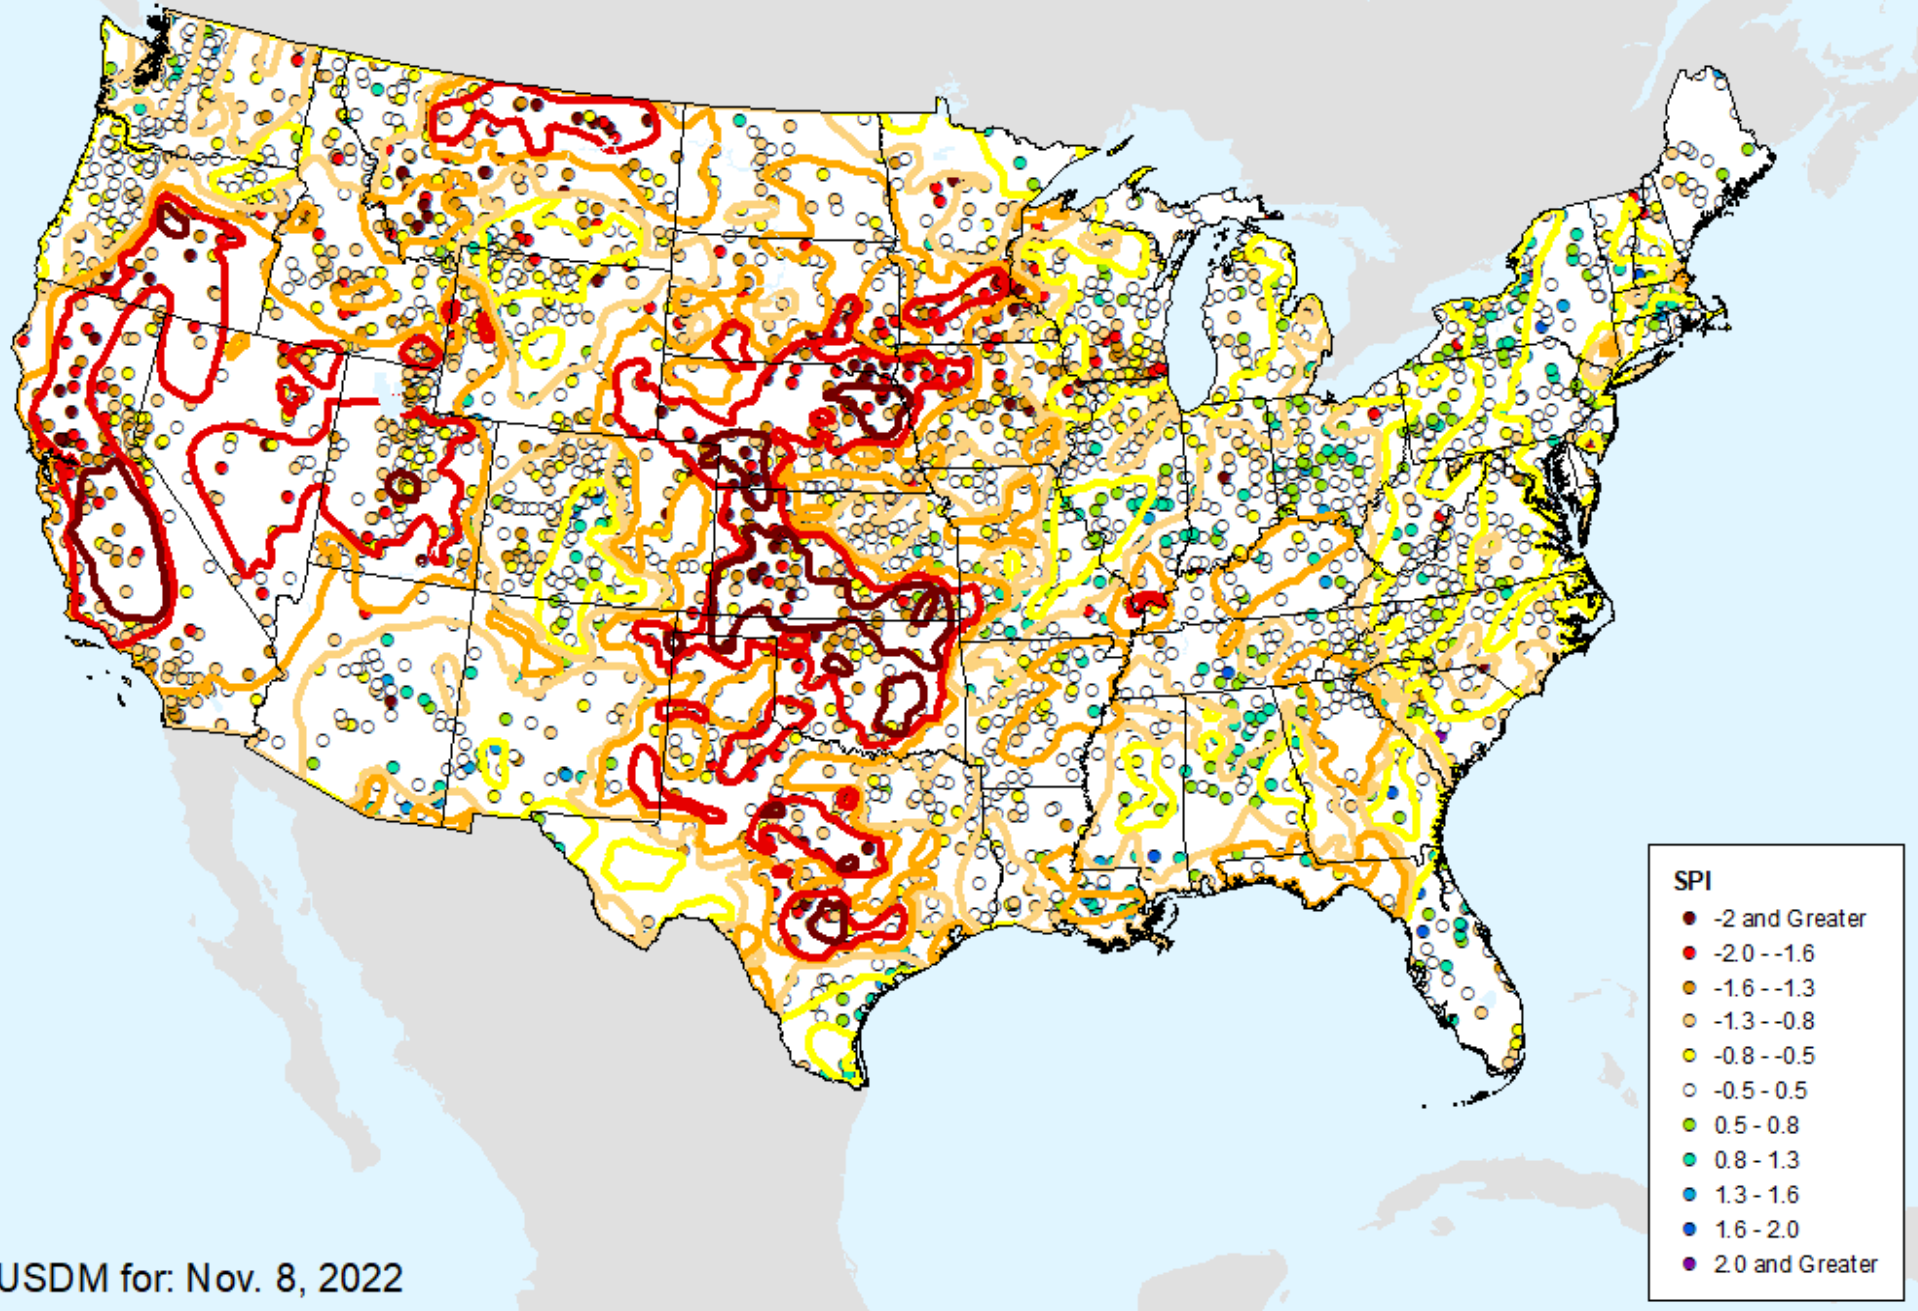 SPI
-2 and Greater
-2.0 - -1.6
-1.6 - -1.3
-1.3 - -0.8
-0.8 - -0.5
-0.5 - 0.5
0.5 - 0.8
0.8 - 1.3
1.3 - 1.6
1.6 - 2.0
2.0 and Greater
USDM for: Nov. 8, 2022